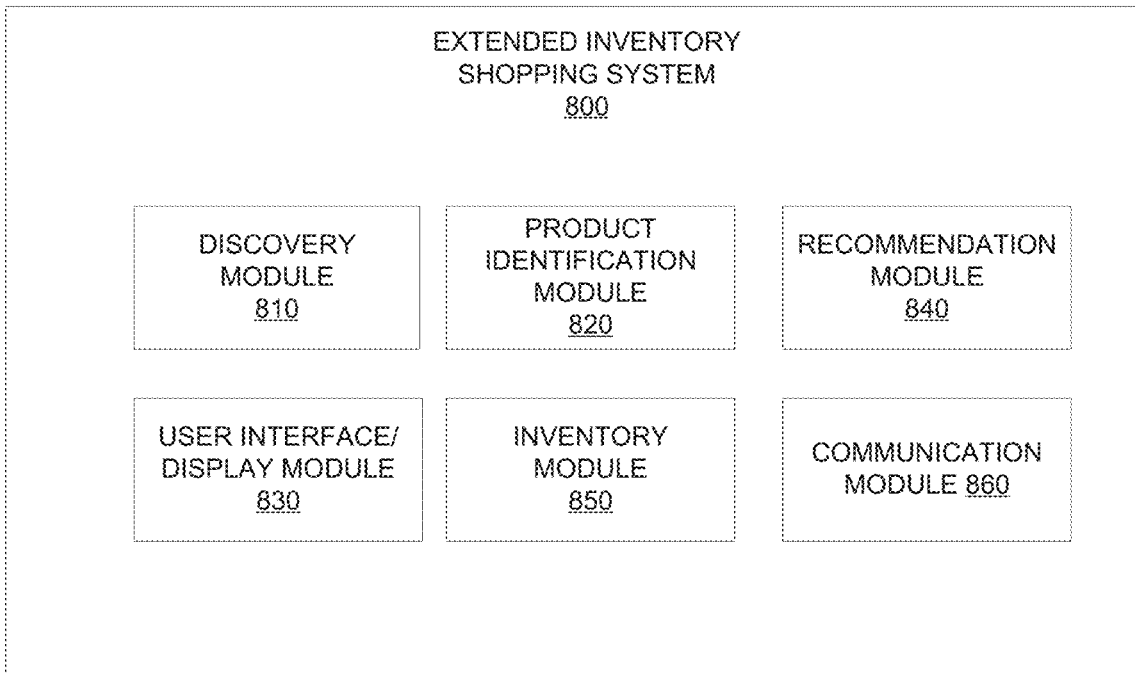 EXTENDED INVENTORY
SHOPPING SYSTEM
800
DISCOVERY
MODULE
810
PRODUCT
IDENTIFICATION
MODULE
820
RECOMMENDATION
MODULE
840
USER INTERFACE/
DISPLAY MODULE
830
INVENTORY
MODULE
850
COMMUNICATION
MODULE 860